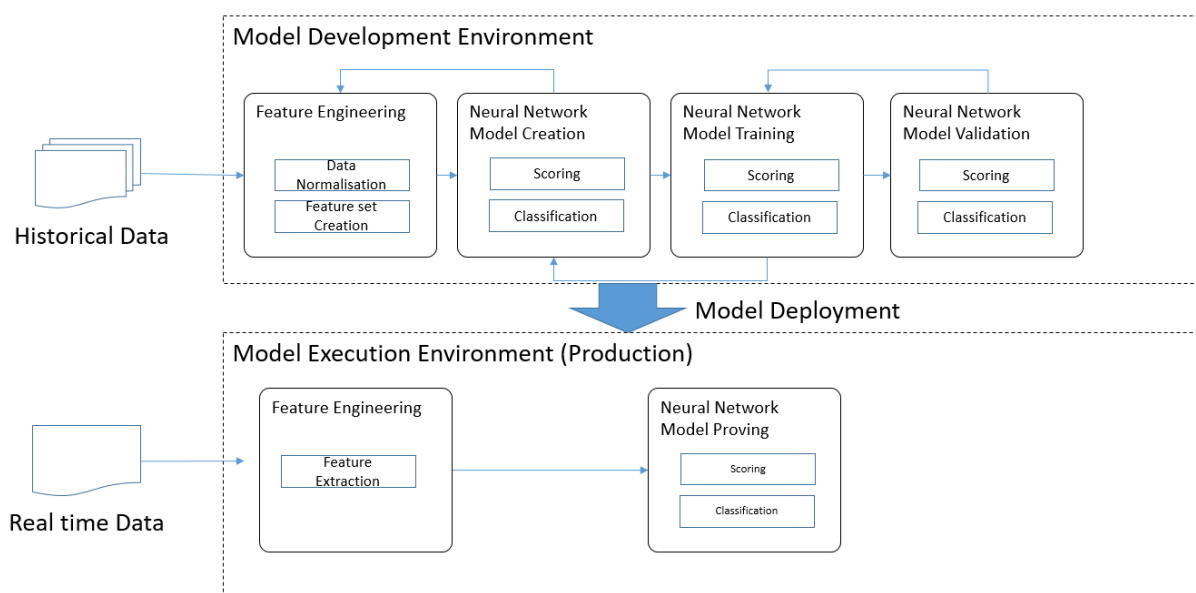 Model Development Environment
Feature Engineering
Data
Normalisation
Feature set
Creation
Neural Network
Model Creation
Scoring
Classification
Neural Network
Model Training
Scoring
Classification
Neural Network
Model Validation
Scoring
Classification
Historical Data
Model Deployment
Model Execution Environment (Production)
Feature Engineering
Feature
Extraction
Neural Network
Model Proving
Scoring
Classification
Real time Data